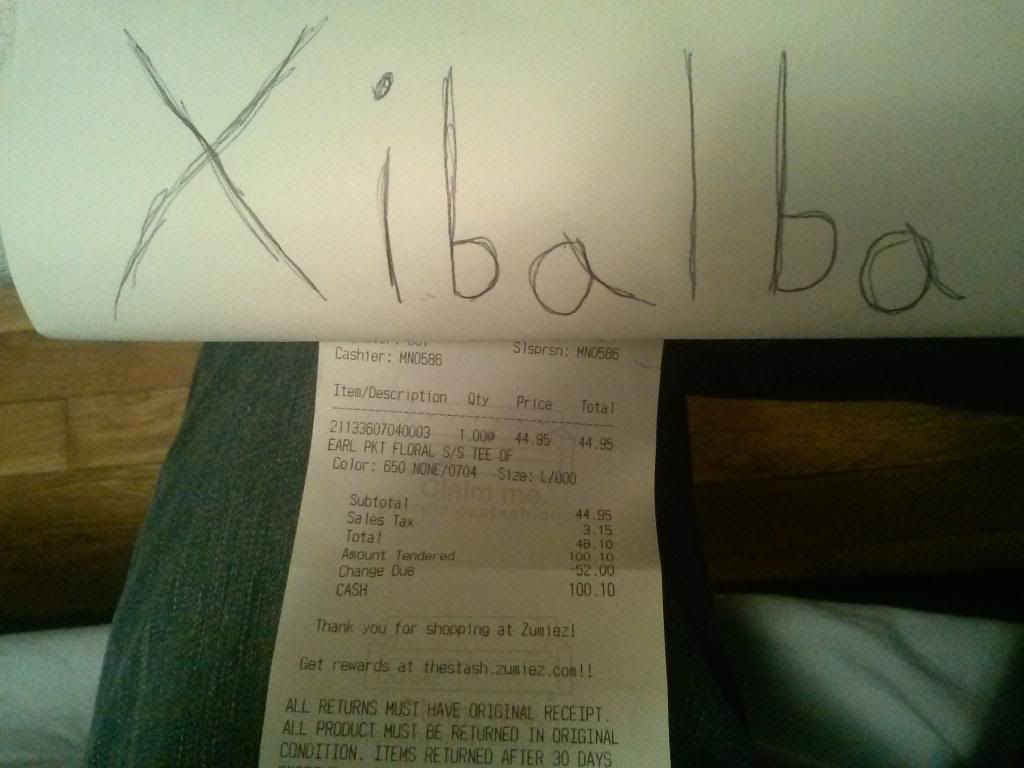 Xibalba
Cashier: MN0586 Slsprsn: MN0586
Item/Description Qty Price Total
21133607040003 1.00@ 44.95 44.95
EARL PKT FLORAL S/S TEE OF
Color: 650 NONE/0704 Size: L/000
Claim me.
Subtotal 44.95
Sales Tax 3.15
Total 48.10
Amount Tendered 100.10
Change Due -52.00
CASH 100.10
Thank you for shopping at Zumiez!
Get rewards at thestash.zumiez.com!!
ALL RETURNS MUST HAVE ORIGINAL RECEIPT.
ALL PRODUCT MUST BE RETURNED IN ORIGINAL
CONDITION. ITEMS RETURNED AFTER 30 DAYS